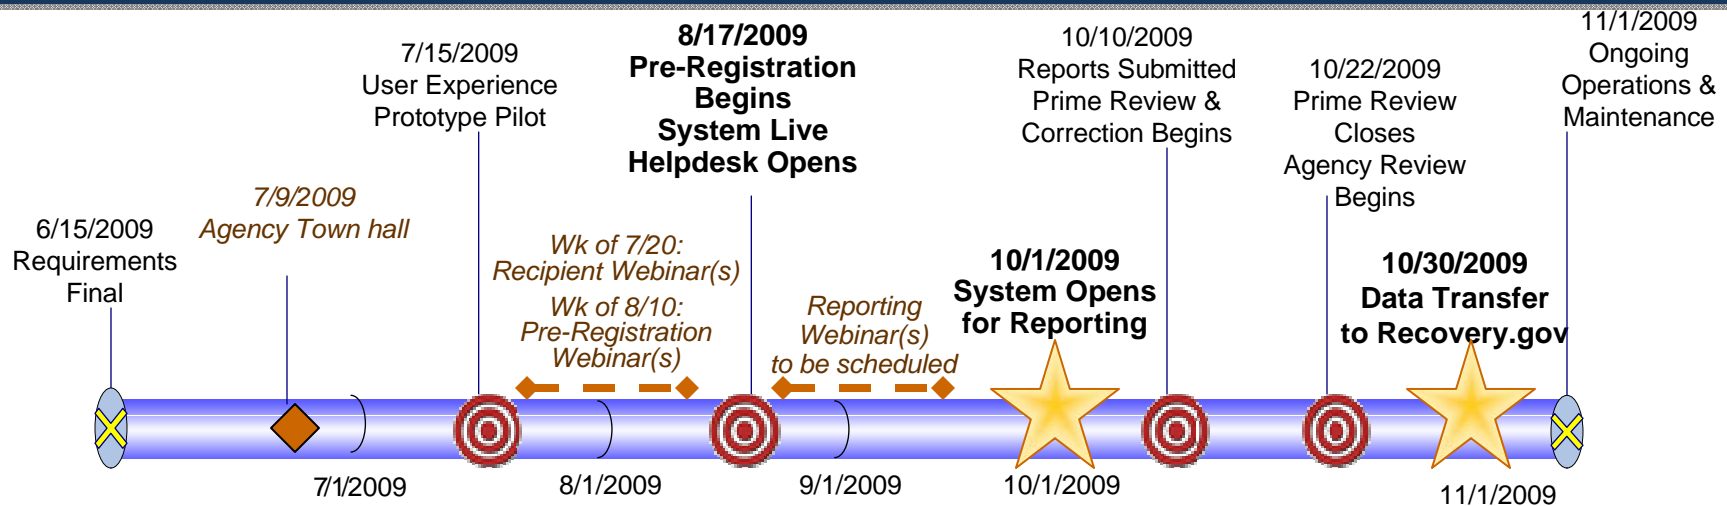 6/15/2009
Requirements
Final
7/9/2009
Agency Town hall
7/15/2009
User Experience
Prototype Pilot
Wk of 7/20:
Recipient Webinar(s)
Wk of 8/10:
Pre-Registration
Webinar(s)
8/17/2009
Pre-Registration
Begins
System Live
Helpdesk Opens
Reporting
Webinar(s)
to be scheduled
10/1/2009
System Opens
for Reporting
10/10/2009
Reports Submitted
Prime Review &
Correction Begins
10/22/2009
Prime Review
Closes
Agency Review
Begins
10/30/2009
Data Transfer
to Recovery.gov
11/1/2009
Ongoing
Operations &
Maintenance
7/1/2009
8/1/2009
9/1/2009
10/1/2009
11/1/2009